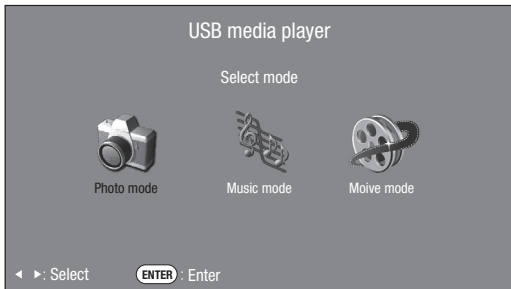 USB media player
Select mode
Photo mode Music mode Moive mode
◀ ▶: Select ENTER : Enter